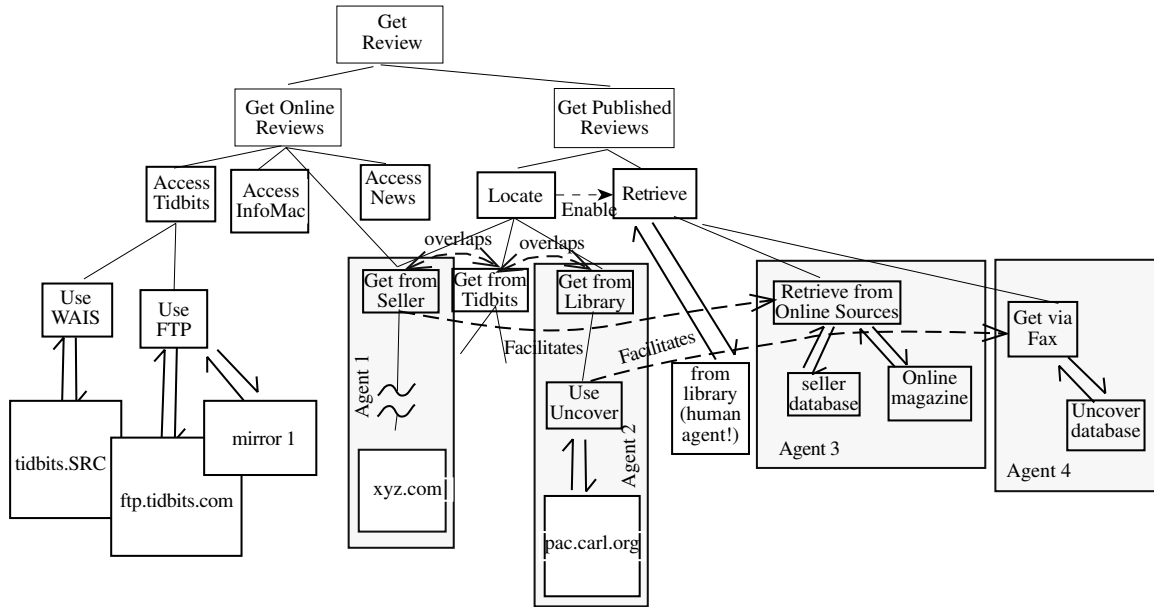 Get
Review
Get Online
Reviews
Get Published
Reviews
Access
Tidbits
Access
InfoMac
Access
News
Locate
Enable
Retrieve
overlaps
overlaps
Use
WAIS
Use
FTP
Get from
Seller
Get from
Tidbits
Get from
Library
Retrieve from
Online Sources
Get via
Fax
Facilitates
Facilitates
Agent 1
Use
Uncover
Agent 2
from
library
(human
agent!)
seller
database
Online
magazine
Agent 3
Uncover
database
Agent 4
tidbits.SRC
ftp.tidbits.com
mirror 1
xyz.com
pac.carl.org